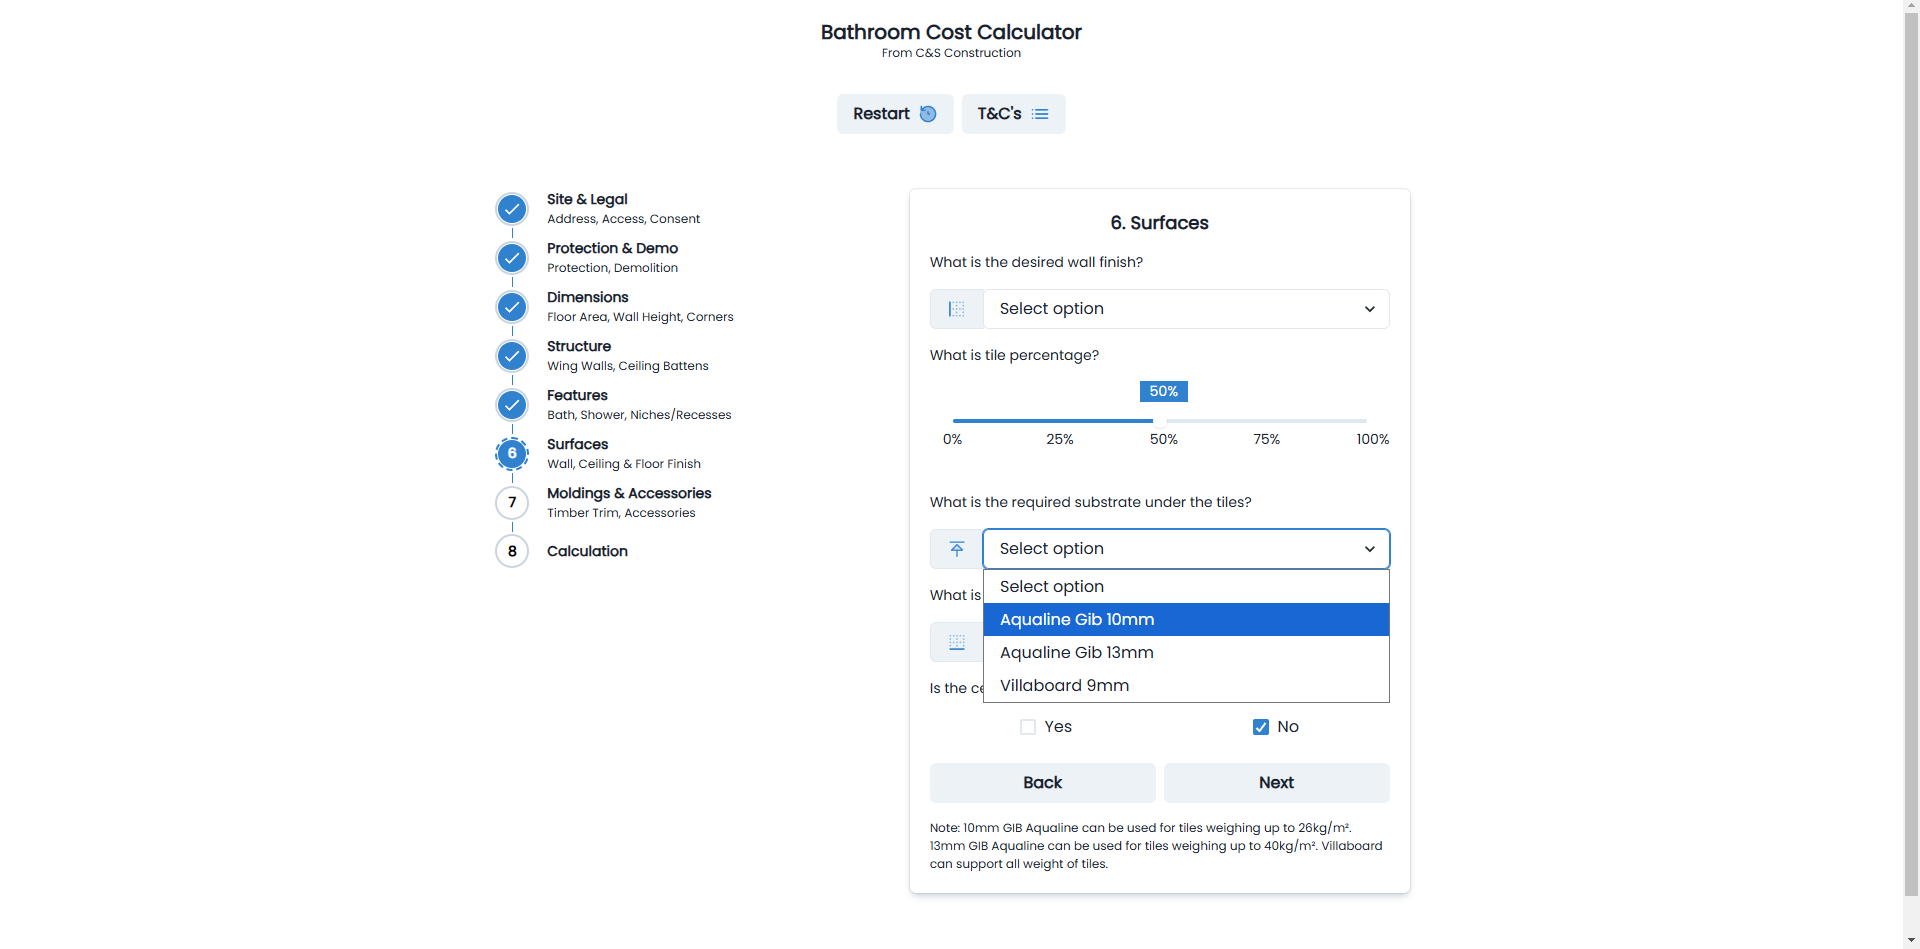 Bathroom Cost Calculator
From C&S Construction
Restart
T&C's
Site & Legal
Address, Access, Consent
Protection & Demo
Protection, Demolition
Dimensions
Floor Area, Wall Height, Corners
Structure
Wing Walls, Ceiling Battens
Features
Bath, Shower, Niches/Recesses
6
Surfaces
Wall, Ceiling & Floor Finish
7
Moldings & Accessories
Timber Trim, Accessories
8
Calculation
6. Surfaces
What is the desired wall finish?
Select option
What is tile percentage?
50%
0% 25% 50% 75% 100%
What is the required substrate under the tiles?
Select option
Select option
Aqualine Gib 10mm
Aqualine Gib 13mm
Villaboard 9mm
What is
Is the
Yes
No
Back
Next
Note: 10mm GIB Aqualine can be used for tiles weighing up to 26kg/m².
13mm GIB Aqualine can be used for tiles weighing up to 40kg/m². Villaboard
can support all weight of tiles.